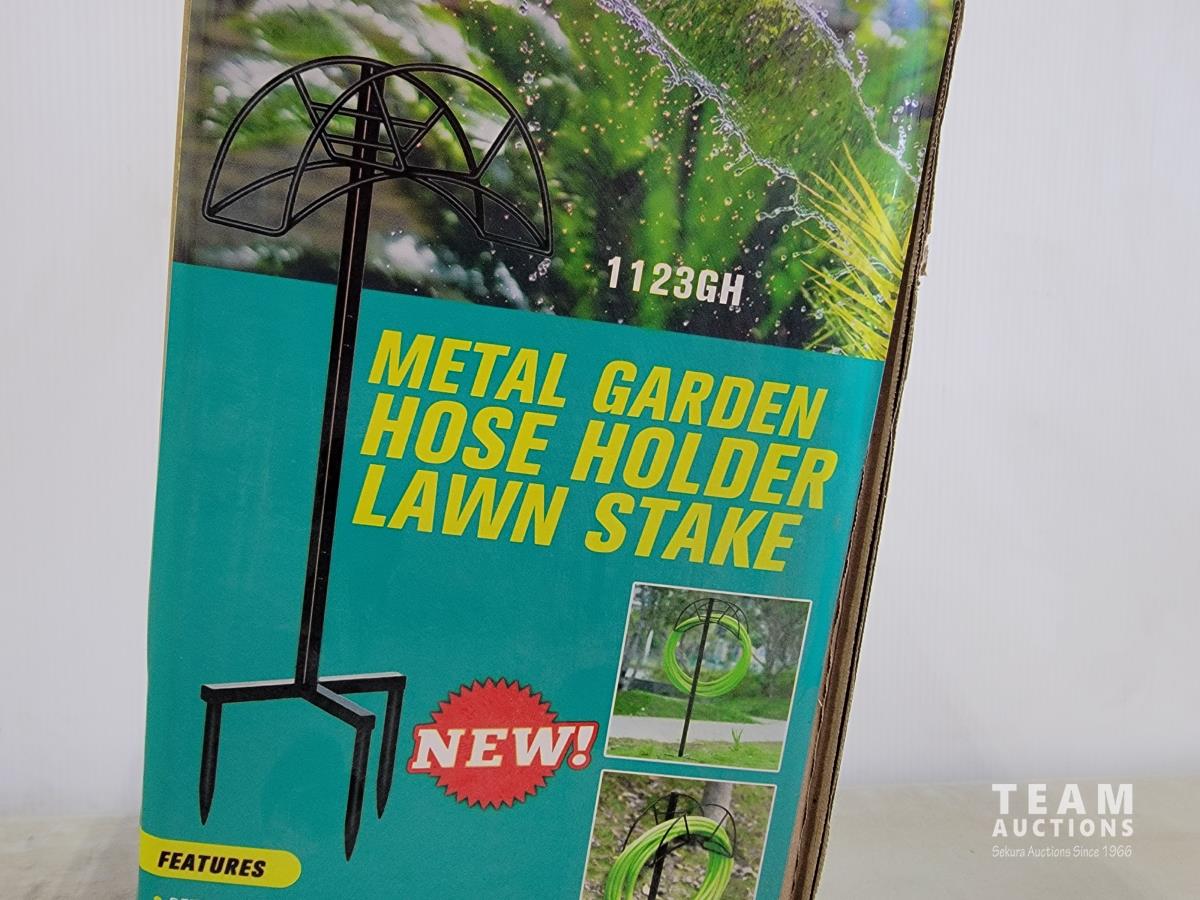 1123GH
METAL GARDEN
HOSE HOLDER
LAWN STAKE
NEW!
FEATURES
TEAM
AUCTIONS
Sekura Auctions Since 1966